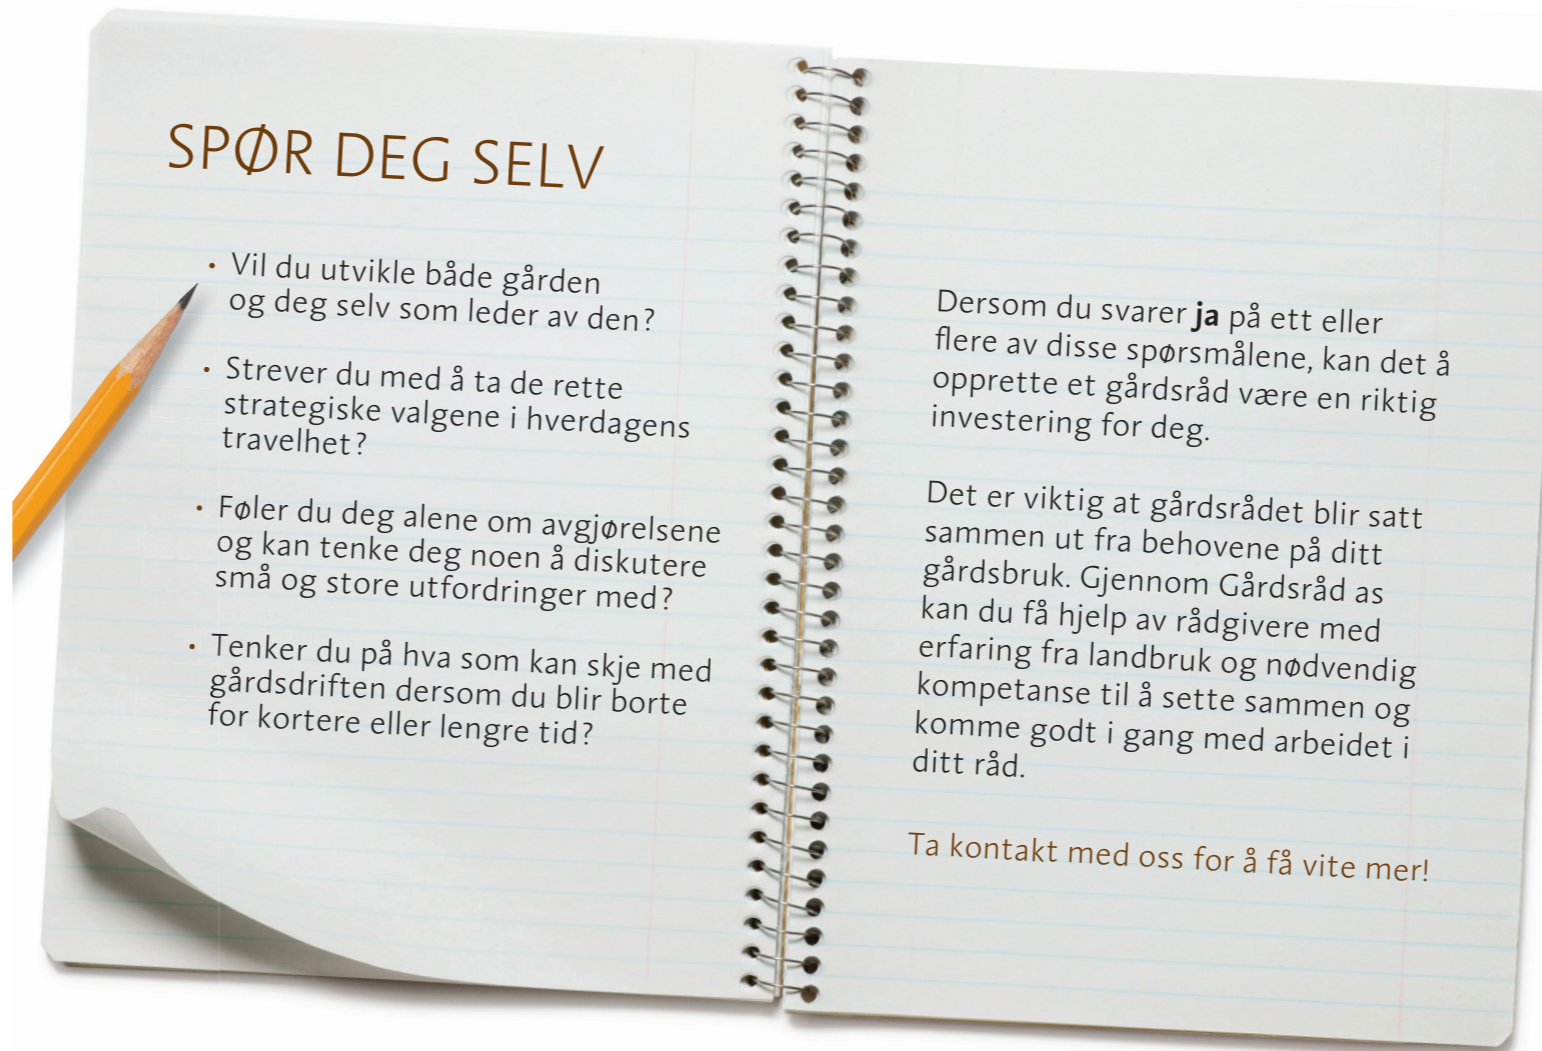 SPØR DEG SELV
• Vil du utvikle både gården
og deg selv som leder av den?
• Strever du med å ta de rette
strategiske valgene i hverdagens
travelhet?
• Føler du deg alene om avgjørelsene
og kan tenke deg noen å diskutere
små og store utfordringer med?
• Tenker du på hva som kan skje med
gårdsdriften dersom du blir borte
for kortere eller lengre tid?
Dersom du svarer ja på ett eller
flere av disse spørsmålene, kan det å
opprette et gårdsråd være en riktig
investering for deg.
Det er viktig at gårdsrådet blir satt
sammen ut fra behovene på ditt
gårdsbruk. Gjennom Gårdsråd as
kan du få hjelp av rådgivere med
erfaring fra landbruk og nødvendig
kompetanse til å sette sammen og
komme godt i gang med arbeidet i
ditt råd.
Ta kontakt med oss for å få vite mer!